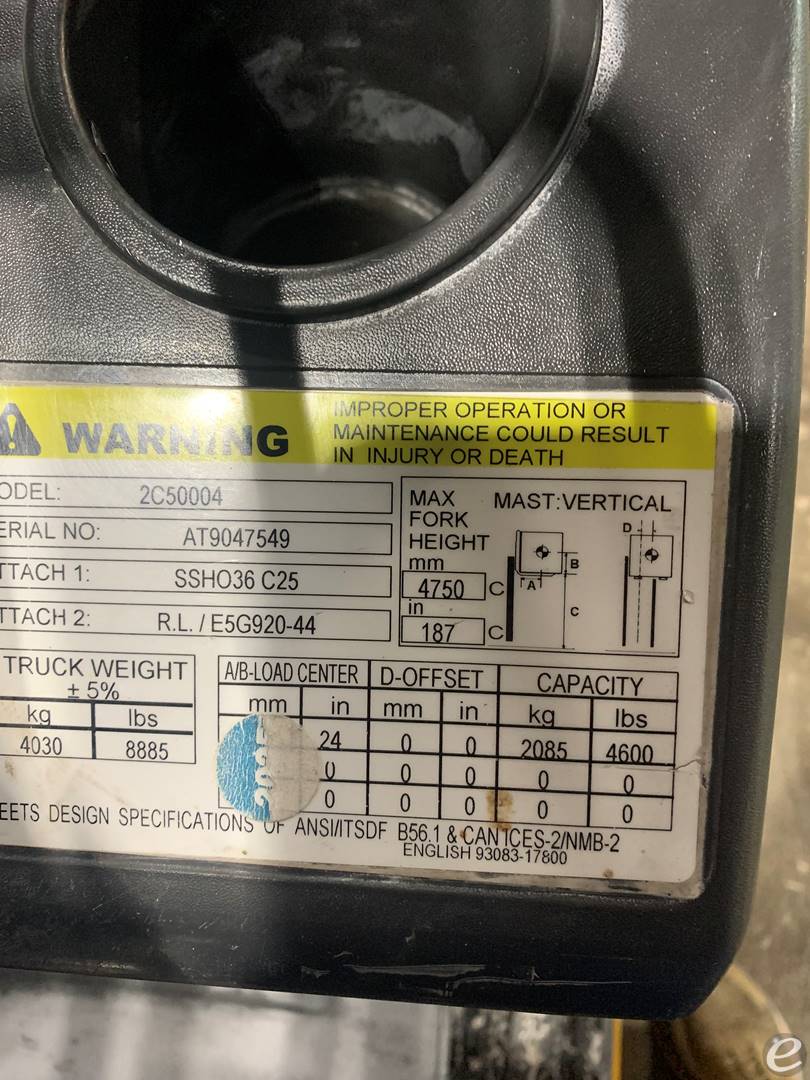 WARNING
IMPROPER OPERATION OR
MAINTENANCE COULD RESULT
IN INJURY OR DEATH
ODEL: 2C50004
ERIAL NO: AT9047549
TTACH 1: SSHO36 C25
TTACH 2: R.L. / E5G920-44
MAX
FORK
HEIGHT
mm
4750 C
in
187 C
MAST:VERTICAL
A B C D
TRUCK WEIGHT
± 5%
kg lbs
4030 8885
A/B-LOAD CENTER D-OFFSET CAPACITY
mm in mm in kg lbs
24 0 0 2085 4600
0 0 0 0 0
0 0 0 0 0
EETS DESIGN SPECIFICATIONS OF ANSI/ITSDF B56.1 & CAN ICES-2/NMB-2
ENGLISH 93083-17800
e